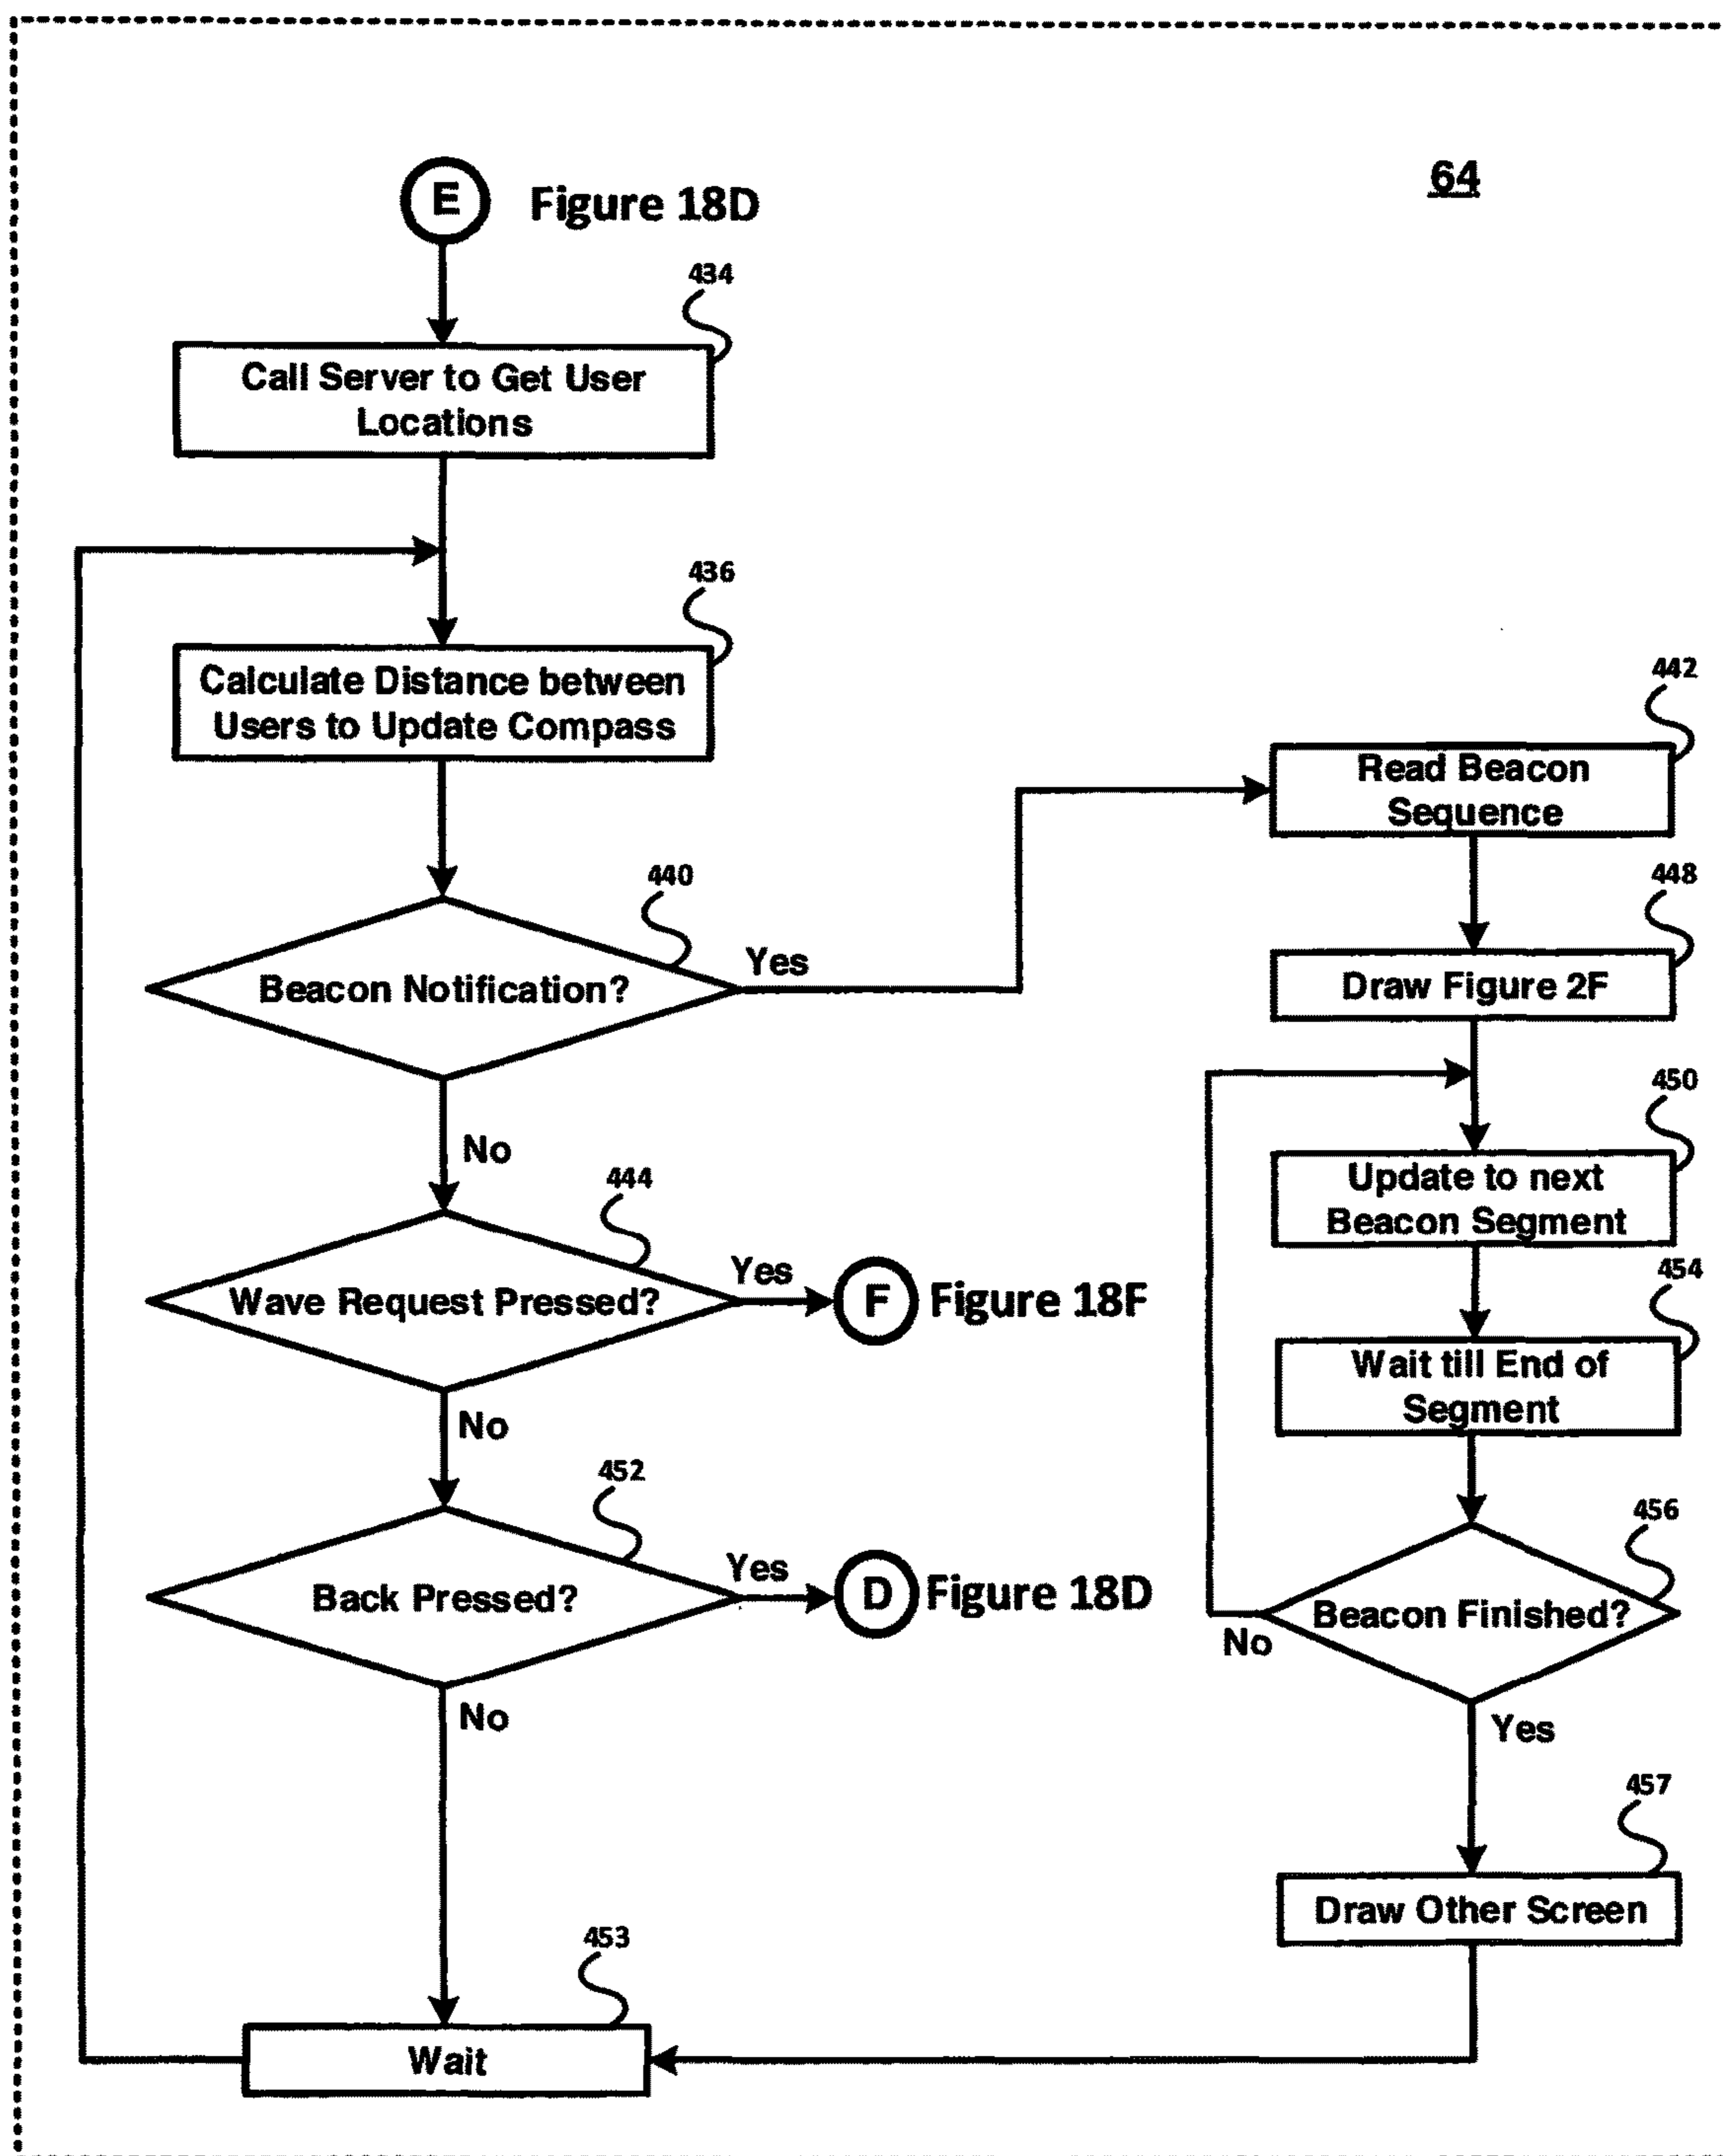 64
E Figure 18D
434
Call Server to Get User
Locations
436
Calculate Distance between
Users to Update Compass
440
Beacon Notification?
Yes
No
444
Wave Request Pressed?
Yes
F Figure 18F
No
452
Back Pressed?
Yes
D Figure 18D
No
453
Wait
442
Read Beacon
Sequence
448
Draw Figure 2F
450
Update to next
Beacon Segment
454
Wait till End of
Segment
456
Beacon Finished?
No
Yes
457
Draw Other Screen